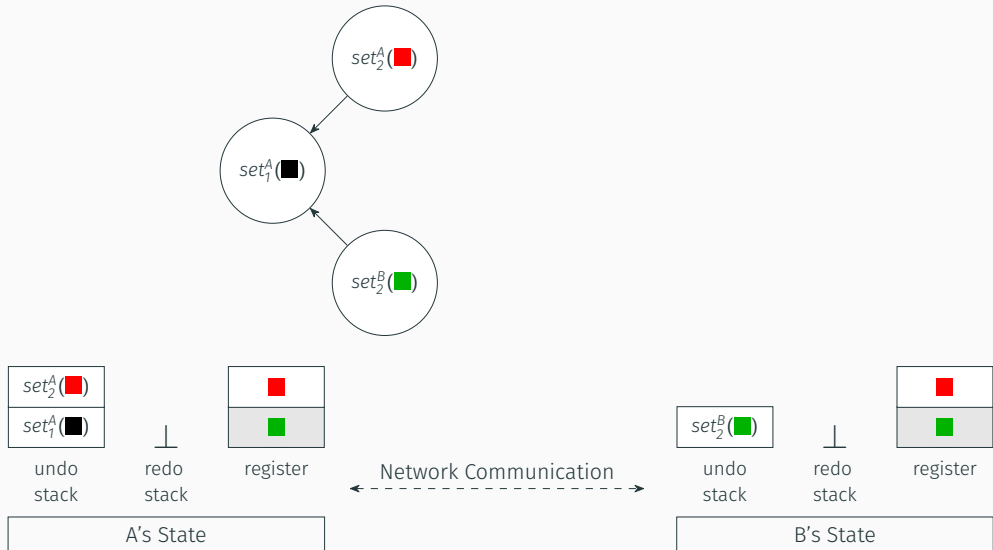 set₂ᴬ(■)
set₁ᴬ(■)
set₂ᴮ(■)
set₂ᴬ(■)
set₁ᴬ(■)
⊥
undo
stack
redo
stack
register
Network Communication
set₂ᴮ(■)
⊥
undo
stack
redo
stack
register
A's State
B's State